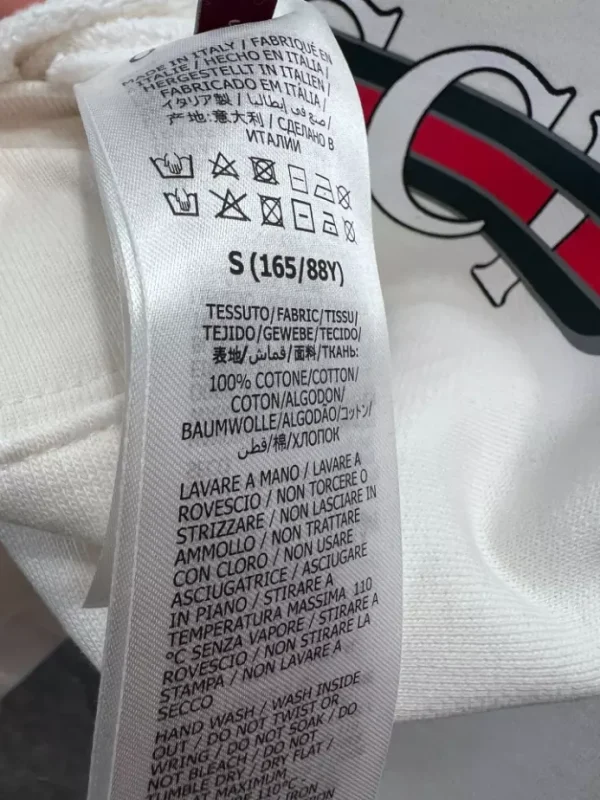 MADE IN ITALY / FABRIQUÉ EN
ITALIE / HECHO EN ITALIA /
HERGESTELLT IN ITALIEN /
FABRICADO EM ITÁLIA /
イタリア製 / صنع في إيطاليا /
产地:意大利 / СДЕЛАНО В
ИТАЛИИ
S (165/88Y)
TESSUTO/FABRIC/TISSU/
TEJIDO/GEWEBE/TECIDO/
表地/قماش/面料/ТКАНЬ:
100% COTONE/COTTON/
COTON/ALGODON/
BAUMWOLLE/ALGODÃO/コットン/
قطن/棉/ХЛОПОК
LAVARE A MANO / LAVARE A
ROVESCIO / NON TORCERE O
STRIZZARE / NON LASCIARE IN
AMMOLLO / NON TRATTARE
CON CLORO / NON USARE
ASCIUGATRICE / ASCIUGARE
IN PIANO / STIRARE A
TEMPERATURA MASSIMA 110
°C SENZA VAPORE / STIRARE A
ROVESCIO / NON STIRARE LA
STAMPA / NON LAVARE A
SECCO
HAND WASH / WASH INSIDE
OUT / DO NOT TWIST OR
WRING / DO NOT SOAK / DO
NOT BLEACH / DO NOT
TUMBLE DRY / DRY FLAT /
AT MAXIMUM
110°C
IRON